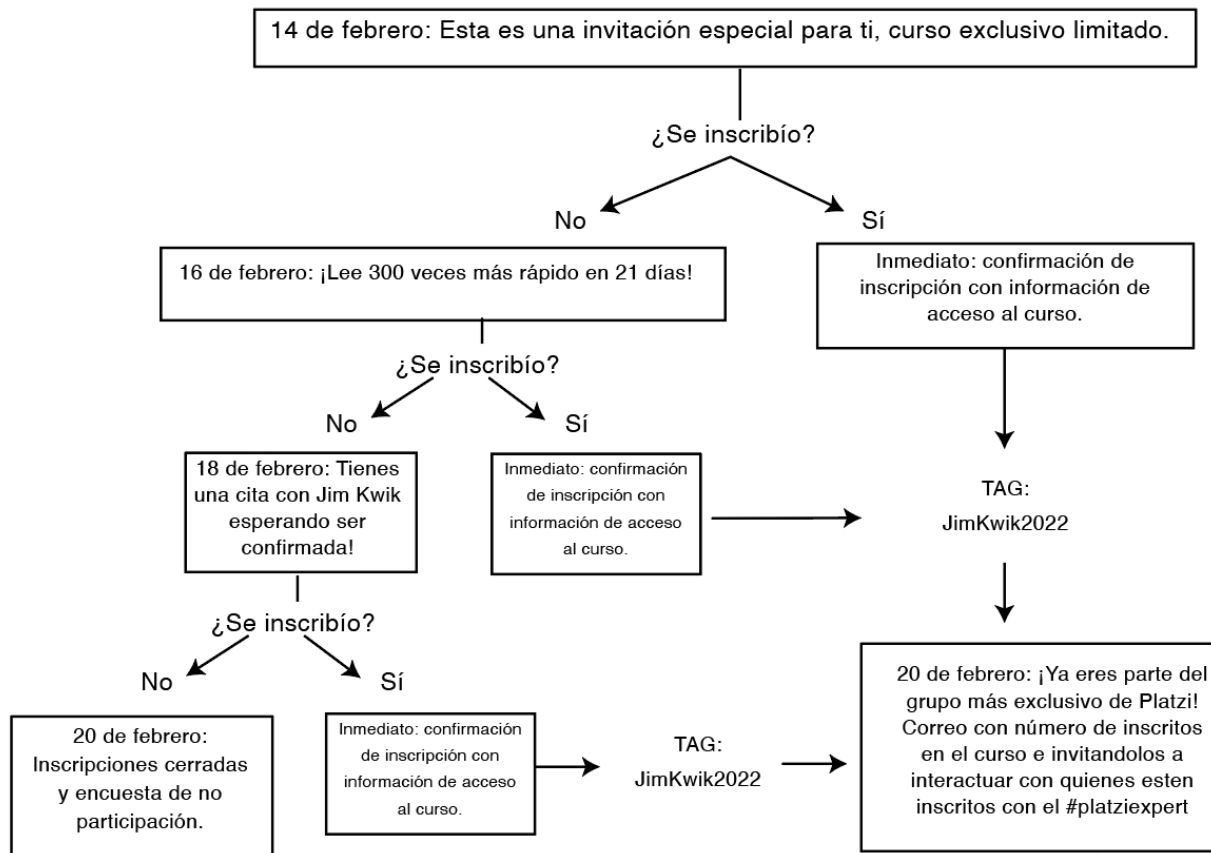 14 de febrero: Esta es una invitación especial para ti, curso exclusivo limitado.
¿Se inscribío?
No
Sí
16 de febrero: ¡Lee 300 veces más rápido en 21 días!
Inmediato: confirmación de
inscripción con información de
acceso al curso.
¿Se inscribío?
No
Sí
18 de febrero: Tienes
una cita con Jim Kwik
esperando ser
confirmada!
Inmediato: confirmación
de inscripción con
información de acceso
al curso.
TAG:
JimKwik2022
¿Se inscribío?
No
Sí
20 de febrero:
Inscripciones cerradas
y encuesta de no
participación.
Inmediato: confirmación
de inscripción con
información de acceso
al curso.
TAG:
JimKwik2022
20 de febrero: ¡Ya eres parte del
grupo más exclusivo de Platzi!
Correo con número de inscritos
en el curso e invitandolos a
interactuar con quienes esten
inscritos con el #platziexpert